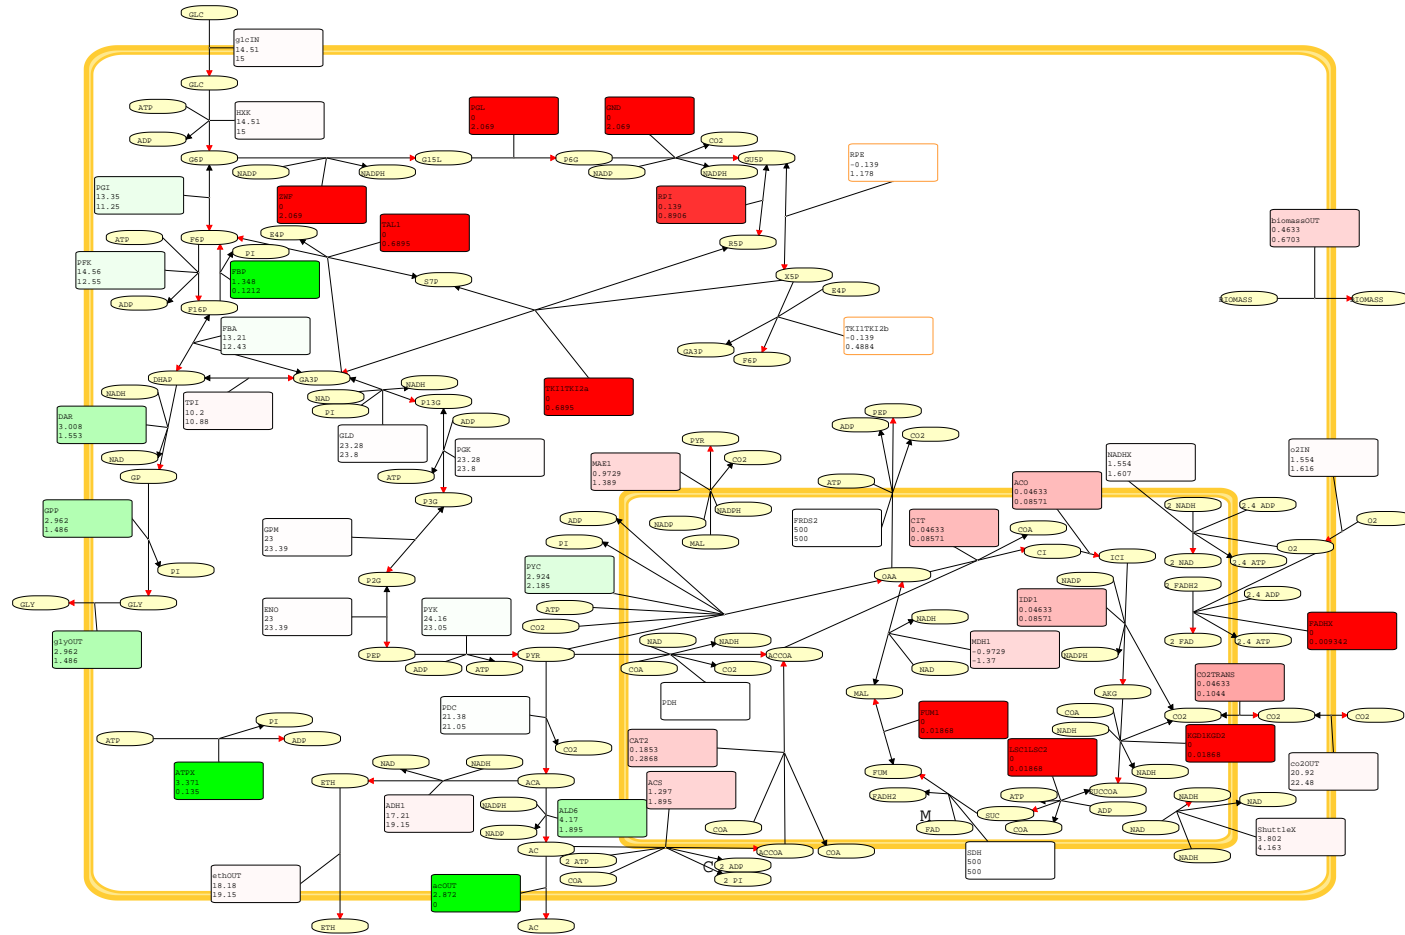 GLC
glcIN
14.51
15
GLC
ATP
HXK
14.51
15
ADP
G6P
NADP
NADPH
G15L
PGL
0
2.069
P6G
GND
0
2.069
NADP
CO2
NADPH
GU5P
RPE
-0.139
1.178
PGI
13.35
11.25
ZWF
0
2.069
TAL1
0
0.6895
RPI
0.139
0.8906
biomassOUT
0.4633
0.6703
ATP
F6P
E4P
PI
R5P
PFK
14.56
12.55
FBP
1.348
0.1212
S7P
X5P
E4P
ADP
F16P
BIOMASS
BIOMASS
FBA
13.21
12.43
TKI1TKI2b
-0.139
0.4884
GA3P
F6P
DHAP
GA3P
NADH
NADH
NAD
PI
P13G
TPI
10.2
10.88
TKI1TKI2a
0
0.6895
DAR
3.008
1.553
GLD
23.28
23.8
ADP
PGK
23.28
23.8
PEP
ADP
CO2
PYR
CO2
NAD
GP
ATP
MAE1
0.9729
1.389
ATP
NADHX
1.554
1.607
o2IN
1.554
1.616
P3G
ACO
0.04633
0.08571
GPP
2.962
1.486
GPM
23
23.39
NADP
NADPH
MAL
FRDS2
500
500
CIT
0.04633
0.08571
COA
2 NADH
2.4 ADP
O2
ADP
PI
CI
ICI
O2
2 NAD
2.4 ATP
PI
P2G
PYC
2.924
2.185
OAA
NADP
2 FADH2
2.4 ADP
GLY
GLY
ENO
23
23.39
PYK
24.16
23.05
ATP
CO2
IDP1
0.04633
0.08571
FADHX
0
0.009342
glyOUT
2.962
1.486
NAD
NADH
NADH
MDH1
-0.9729
-1.37
2 FAD
2.4 ATP
PEP
ADP
ATP
PYR
COA
CO2
ACCOA
NAD
NADPH
CO2TRANS
0.04633
0.1044
PDH
MAL
AKG
PDC
21.38
21.05
COA
NADH
CO2
CO2
CO2
PI
ATP
ADP
CO2
CAT2
0.1853
0.2868
FUM1
0
0.01868
LSC1LSC2
0
0.01868
KGD1KGD2
0
0.01868
ATPX
3.371
0.135
NAD
NADH
ETH
ACA
ACS
1.297
1.895
FUM
NADH
co2OUT
20.92
22.48
FADH2
ATP
SUCCOA
NADH
NAD
ADH1
17.21
19.15
NADPH
NADP
ALD6
4.17
1.895
COA
M
FAD
SUC
COA
ADP
NAD
ShuttleX
3.802
4.163
AC
2 ATP
ACCOA
COA
NADH
COA
C
2 ADP
2 PI
SDH
500
500
ethOUT
18.18
19.15
acOUT
2.872
0
ETH
AC